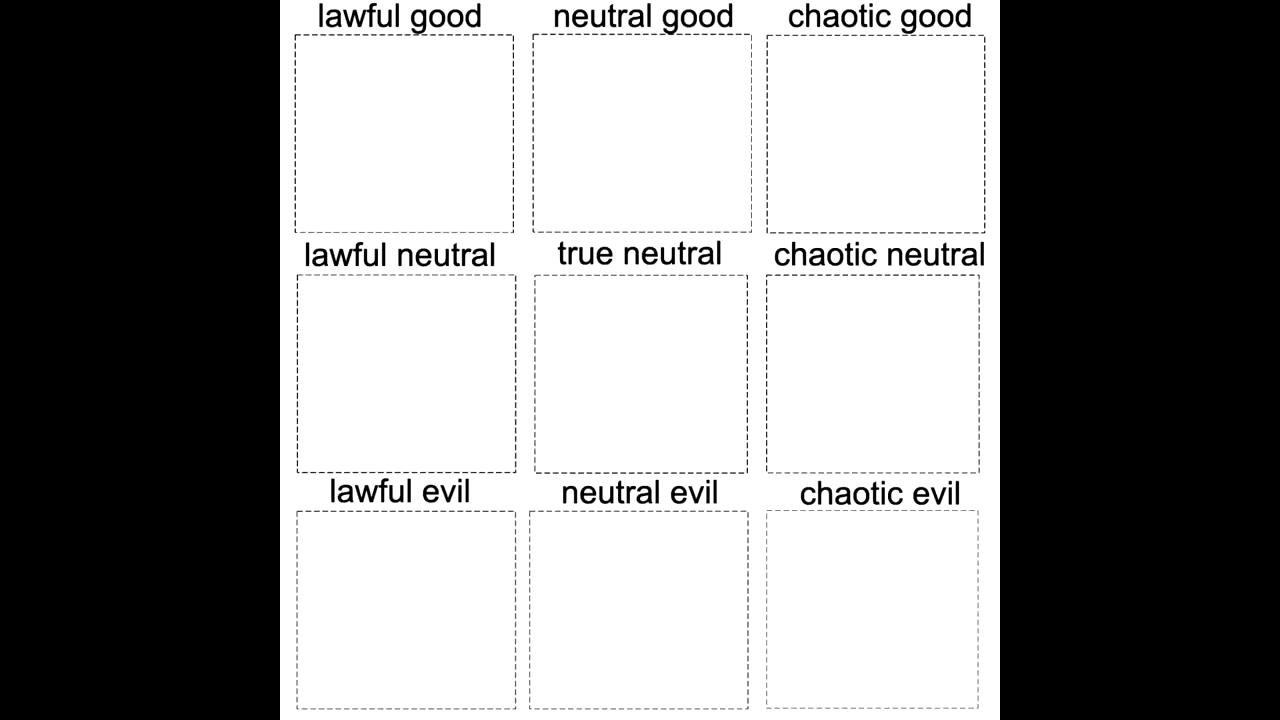 lawful good
neutral good
chaotic good
lawful neutral
true neutral
chaotic neutral
lawful evil
neutral evil
chaotic evil